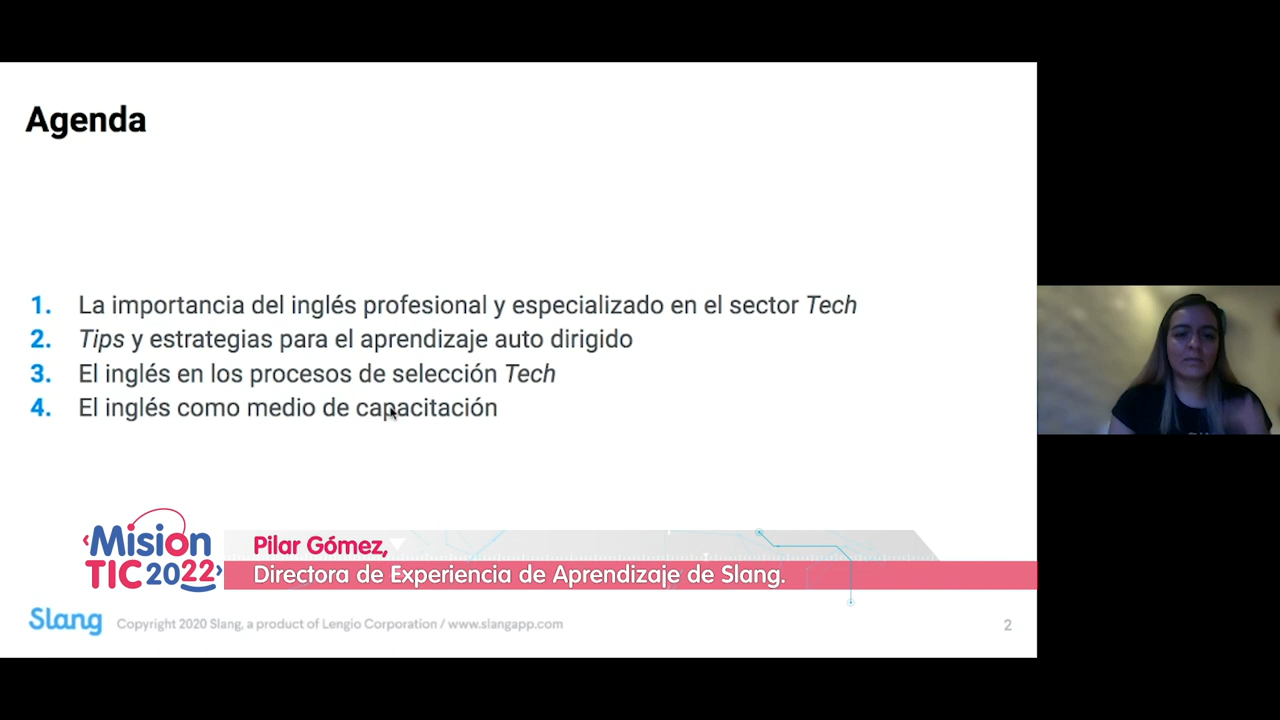 Agenda
1. La importancia del inglés profesional y especializado en el sector Tech
2. Tips y estrategias para el aprendizaje auto dirigido
3. El inglés en los procesos de selección Tech
4. El inglés como medio de capacitación
‹Mision
TIC 2022›
Pilar Gómez,
Directora de Experiencia de Aprendizaje de Slang.
Slang
Copyright 2020 Slang, a product of Lengio Corporation / www.slangapp.com
2